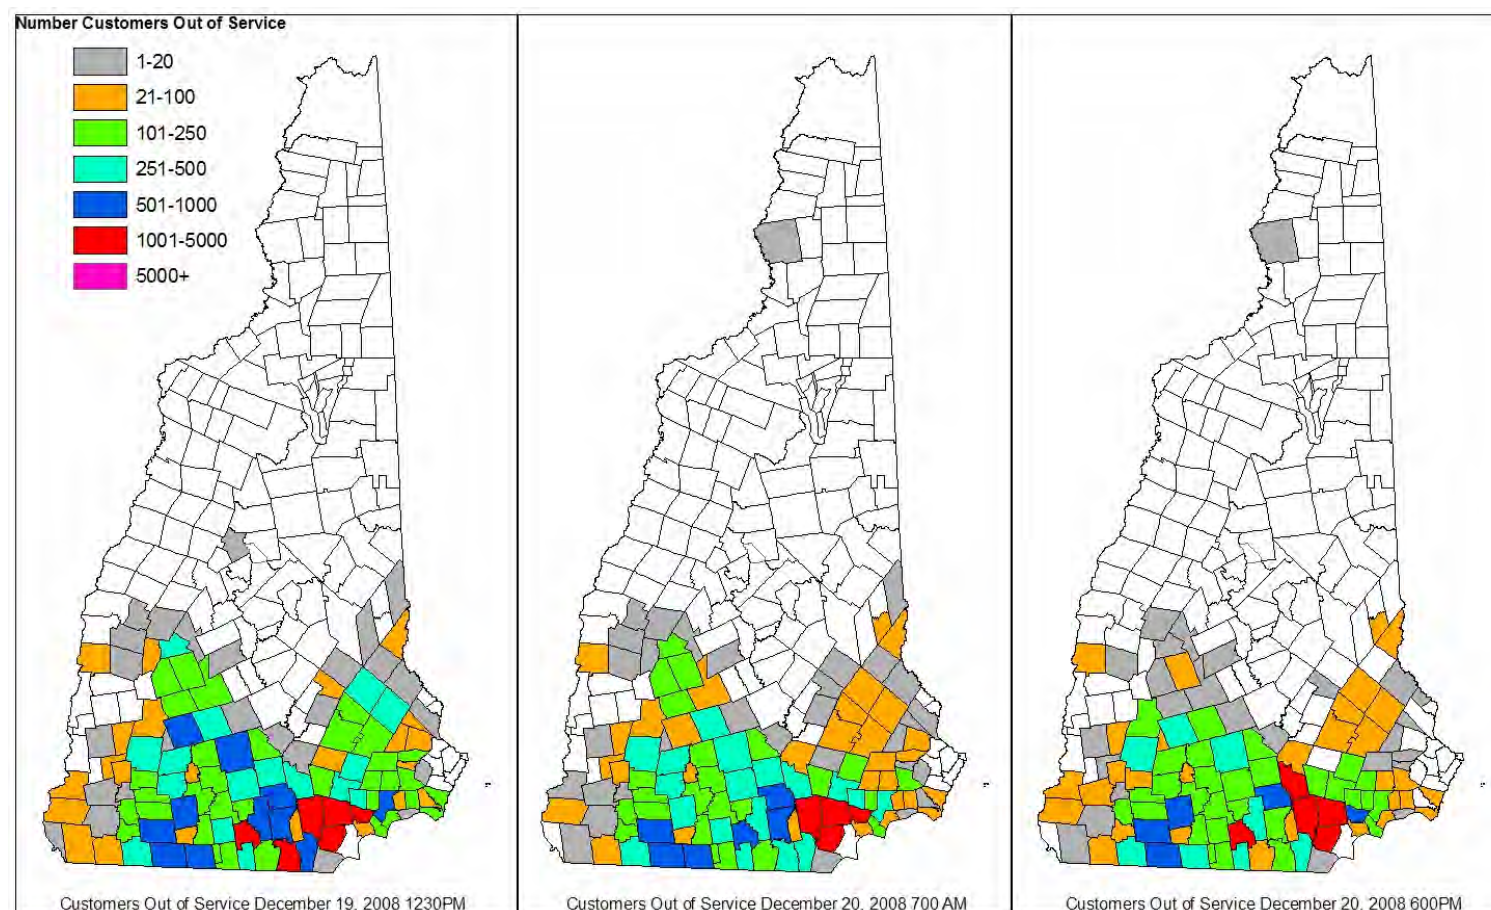 Number Customers Out of Service
1-20
21-100
101-250
251-500
501-1000
1001-5000
5000+
Customers Out of Service December 19, 2008 1230PM
Customers Out of Service December 20, 2008 700 AM
Customers Out of Service December 20, 2008 600PM